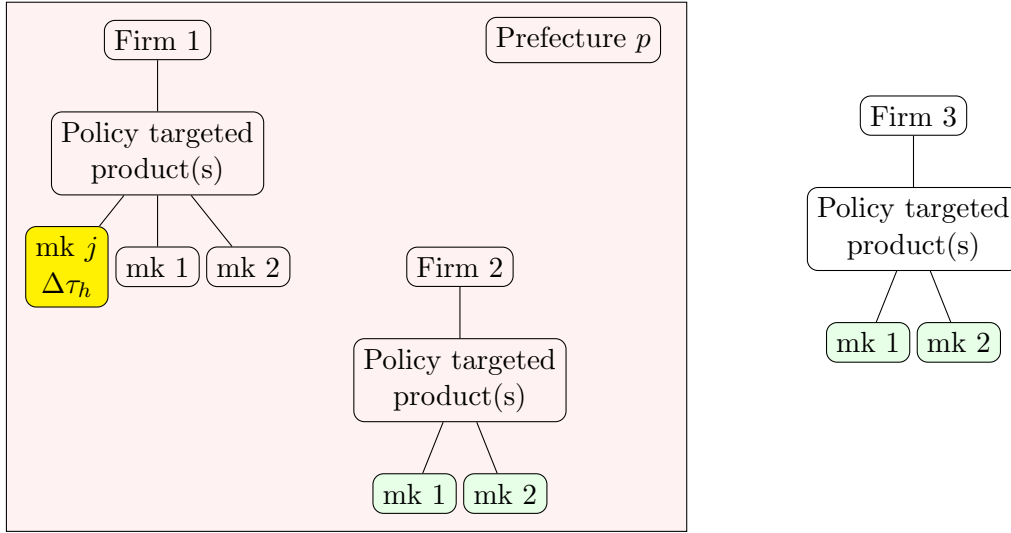 Firm 1
Prefecture p
Policy targeted
product(s)
mk j
Δτh
mk 1
mk 2
Firm 2
Policy targeted
product(s)
mk 1
mk 2
Firm 3
Policy targeted
product(s)
mk 1
mk 2